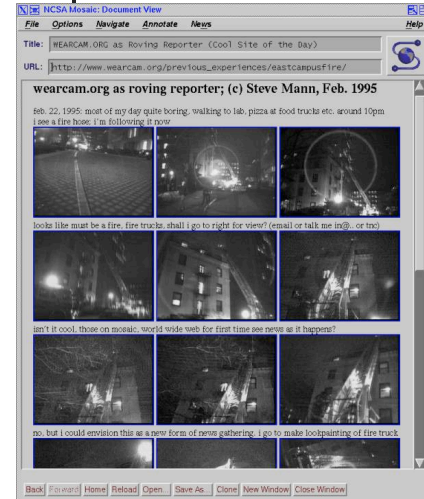 NCSA Mosaic: Document View
File Options Navigate Annotate News Help
Title: WEARCAM.ORG as Roving Reporter (Cool Site of the Day)
URL: http://www.wearcam.org/previous_experiences/eastcampusfire/
wearcam.org as roving reporter; (c) Steve Mann, Feb. 1995
feb. 22, 1995: most of my day quite boring, walking to lab, pizza at food trucks etc. around 10pm
i see a fire hose: i'm following it now
looks like must be a fire, fire trucks, shall i go to right for view? (email or talk me in@.. or tnc)
isn't it cool, those on mosaic, world wide web for first time see news as it happens?
no, but i could envision this as a new form of news gathering. i go to make lookpainting of fire truck
Back Forward Home Reload Open... Save As... Clone New Window Close Window